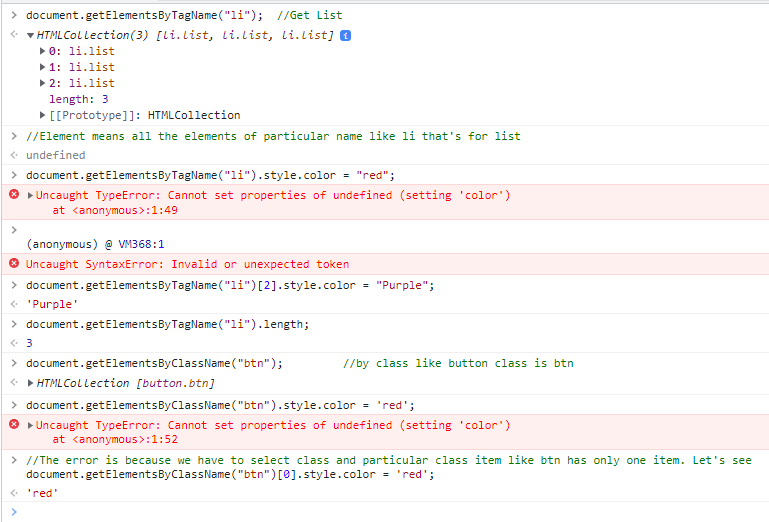 document.getElementsByTagName("li");  //Get List
HTMLCollection(3) [li.list, li.list, li.list] i
0: li.list
1: li.list
2: li.list
length: 3
[[Prototype]]: HTMLCollection
//Element means all the elements of particular name like li that's for list
undefined
document.getElementsByTagName("li").style.color = "red";
Uncaught TypeError: Cannot set properties of undefined (setting 'color')
at <anonymous>:1:49
(anonymous) @ VM368:1
Uncaught SyntaxError: Invalid or unexpected token
document.getElementsByTagName("li")[2].style.color = "Purple";
'Purple'
document.getElementsByTagName("li").length;
3
document.getElementsByClassName("btn");         //by class like button class is btn
HTMLCollection [button.btn]
document.getElementsByClassName("btn").style.color = 'red';
Uncaught TypeError: Cannot set properties of undefined (setting 'color')
at <anonymous>:1:52
//The error is because we have to select class and particular class item like btn has only one item. Let's see
document.getElementsByClassName("btn")[0].style.color = 'red';
'red'